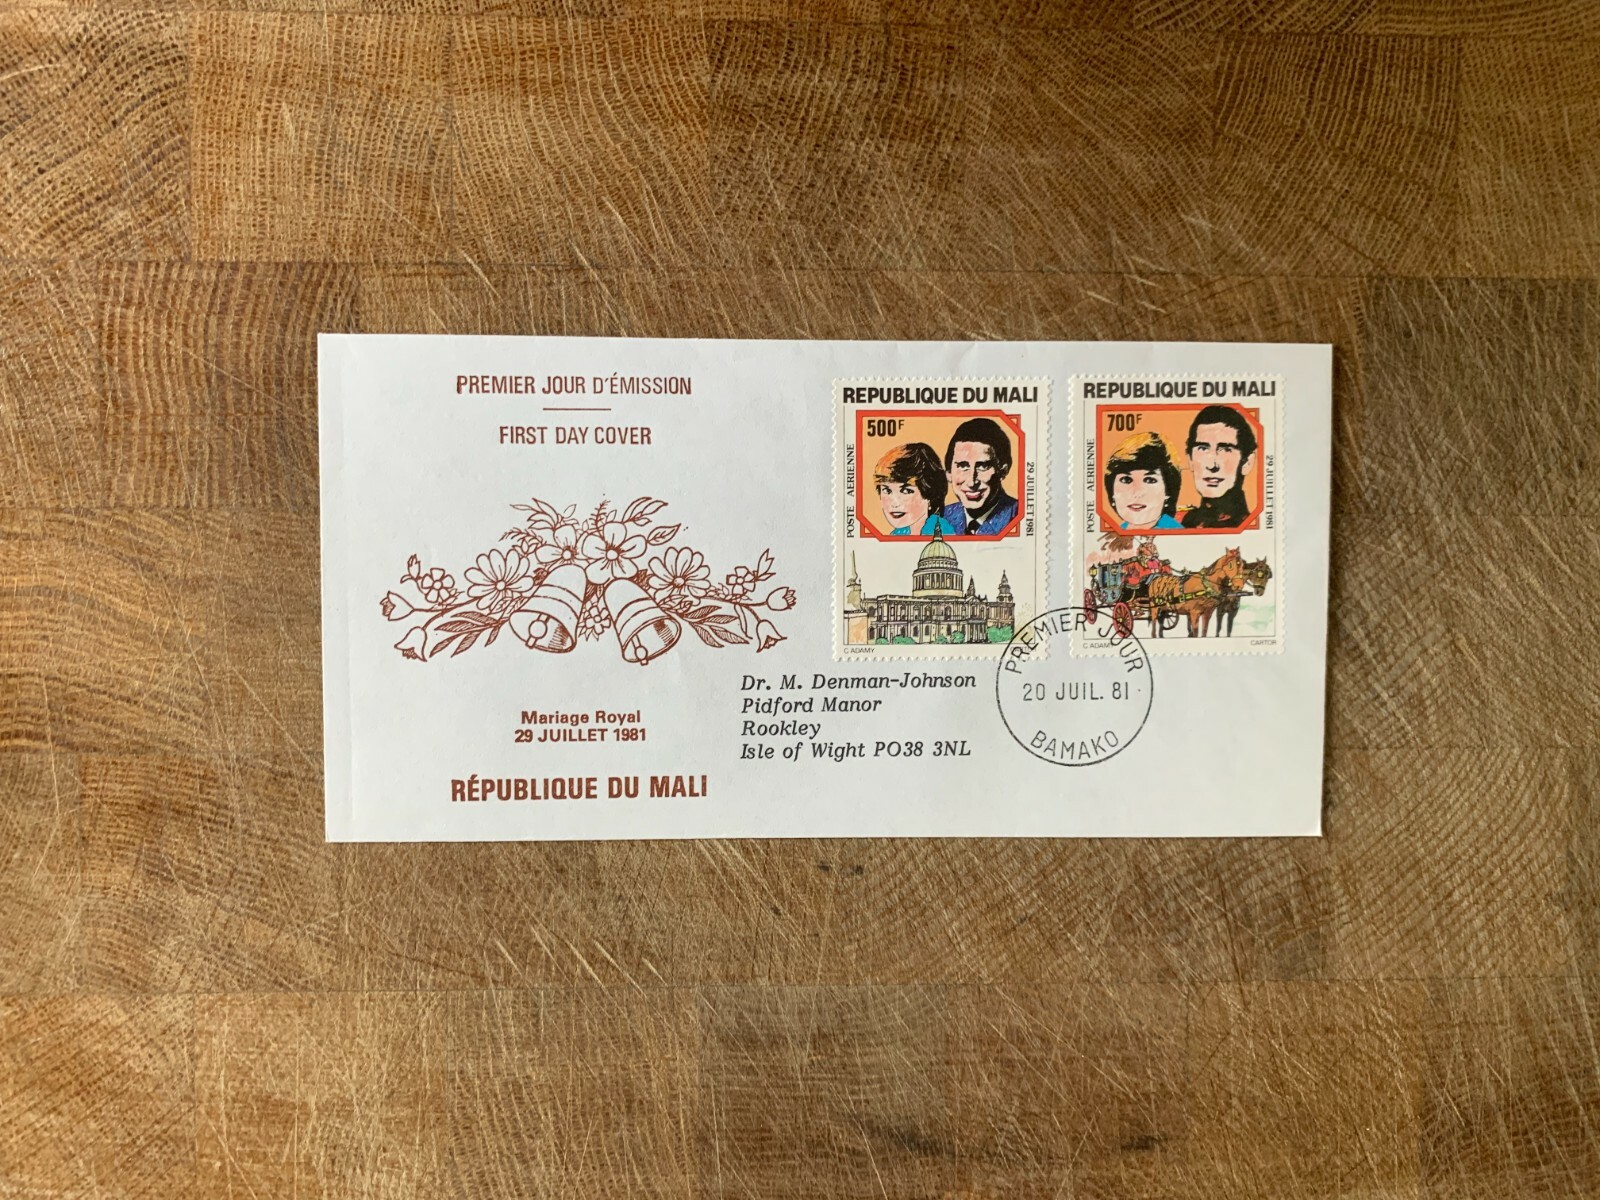 PREMIER JOUR D'ÉMISSION
FIRST DAY COVER
Mariage Royal
29 JUILLET 1981
RÉPUBLIQUE DU MALI
REPUBLIQUE DU MALI
500F
POSTE AERIENNE
29 JUILLET 1981
C ADAMY
REPUBLIQUE DU MALI
700F
POSTE AERIENNE
29 JUILLET 1981
C ADAMY
CARTOR
Dr. M. Denman-Johnson
Pidford Manor
Rookley
Isle of Wight PO38 3NL
PREMIER JOUR
20 JUIL. 81
BAMAKO